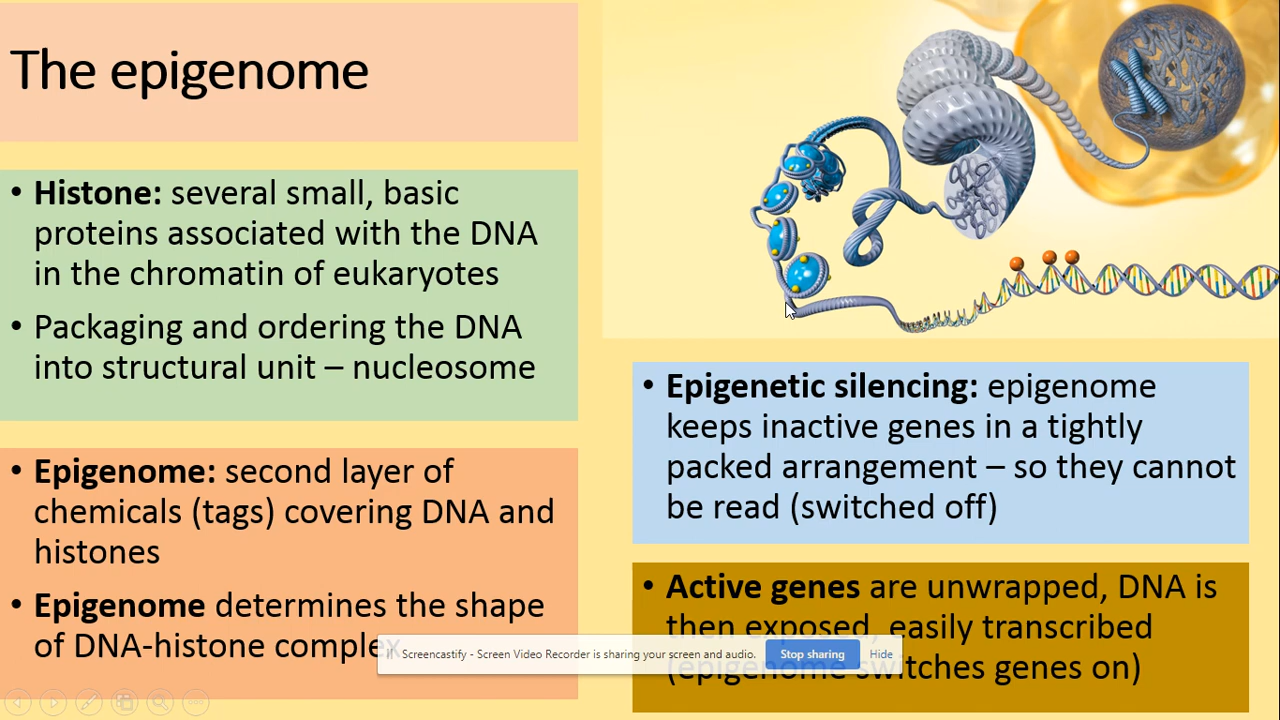 The epigenome
• Histone: several small, basic
proteins associated with the DNA
in the chromatin of eukaryotes
• Packaging and ordering the DNA
into structural unit – nucleosome
• Epigenome: second layer of
chemicals (tags) covering DNA and
histones
• Epigenome determines the shape
of DNA-histone complex
• Epigenetic silencing: epigenome
keeps inactive genes in a tightly
packed arrangement – so they cannot
be read (switched off)
• Active genes are unwrapped, DNA is
then exposed, easily transcribed
(epigenome switches genes on)
Screencastify - Screen Video Recorder is sharing your screen and audio.
Stop sharing
Hide